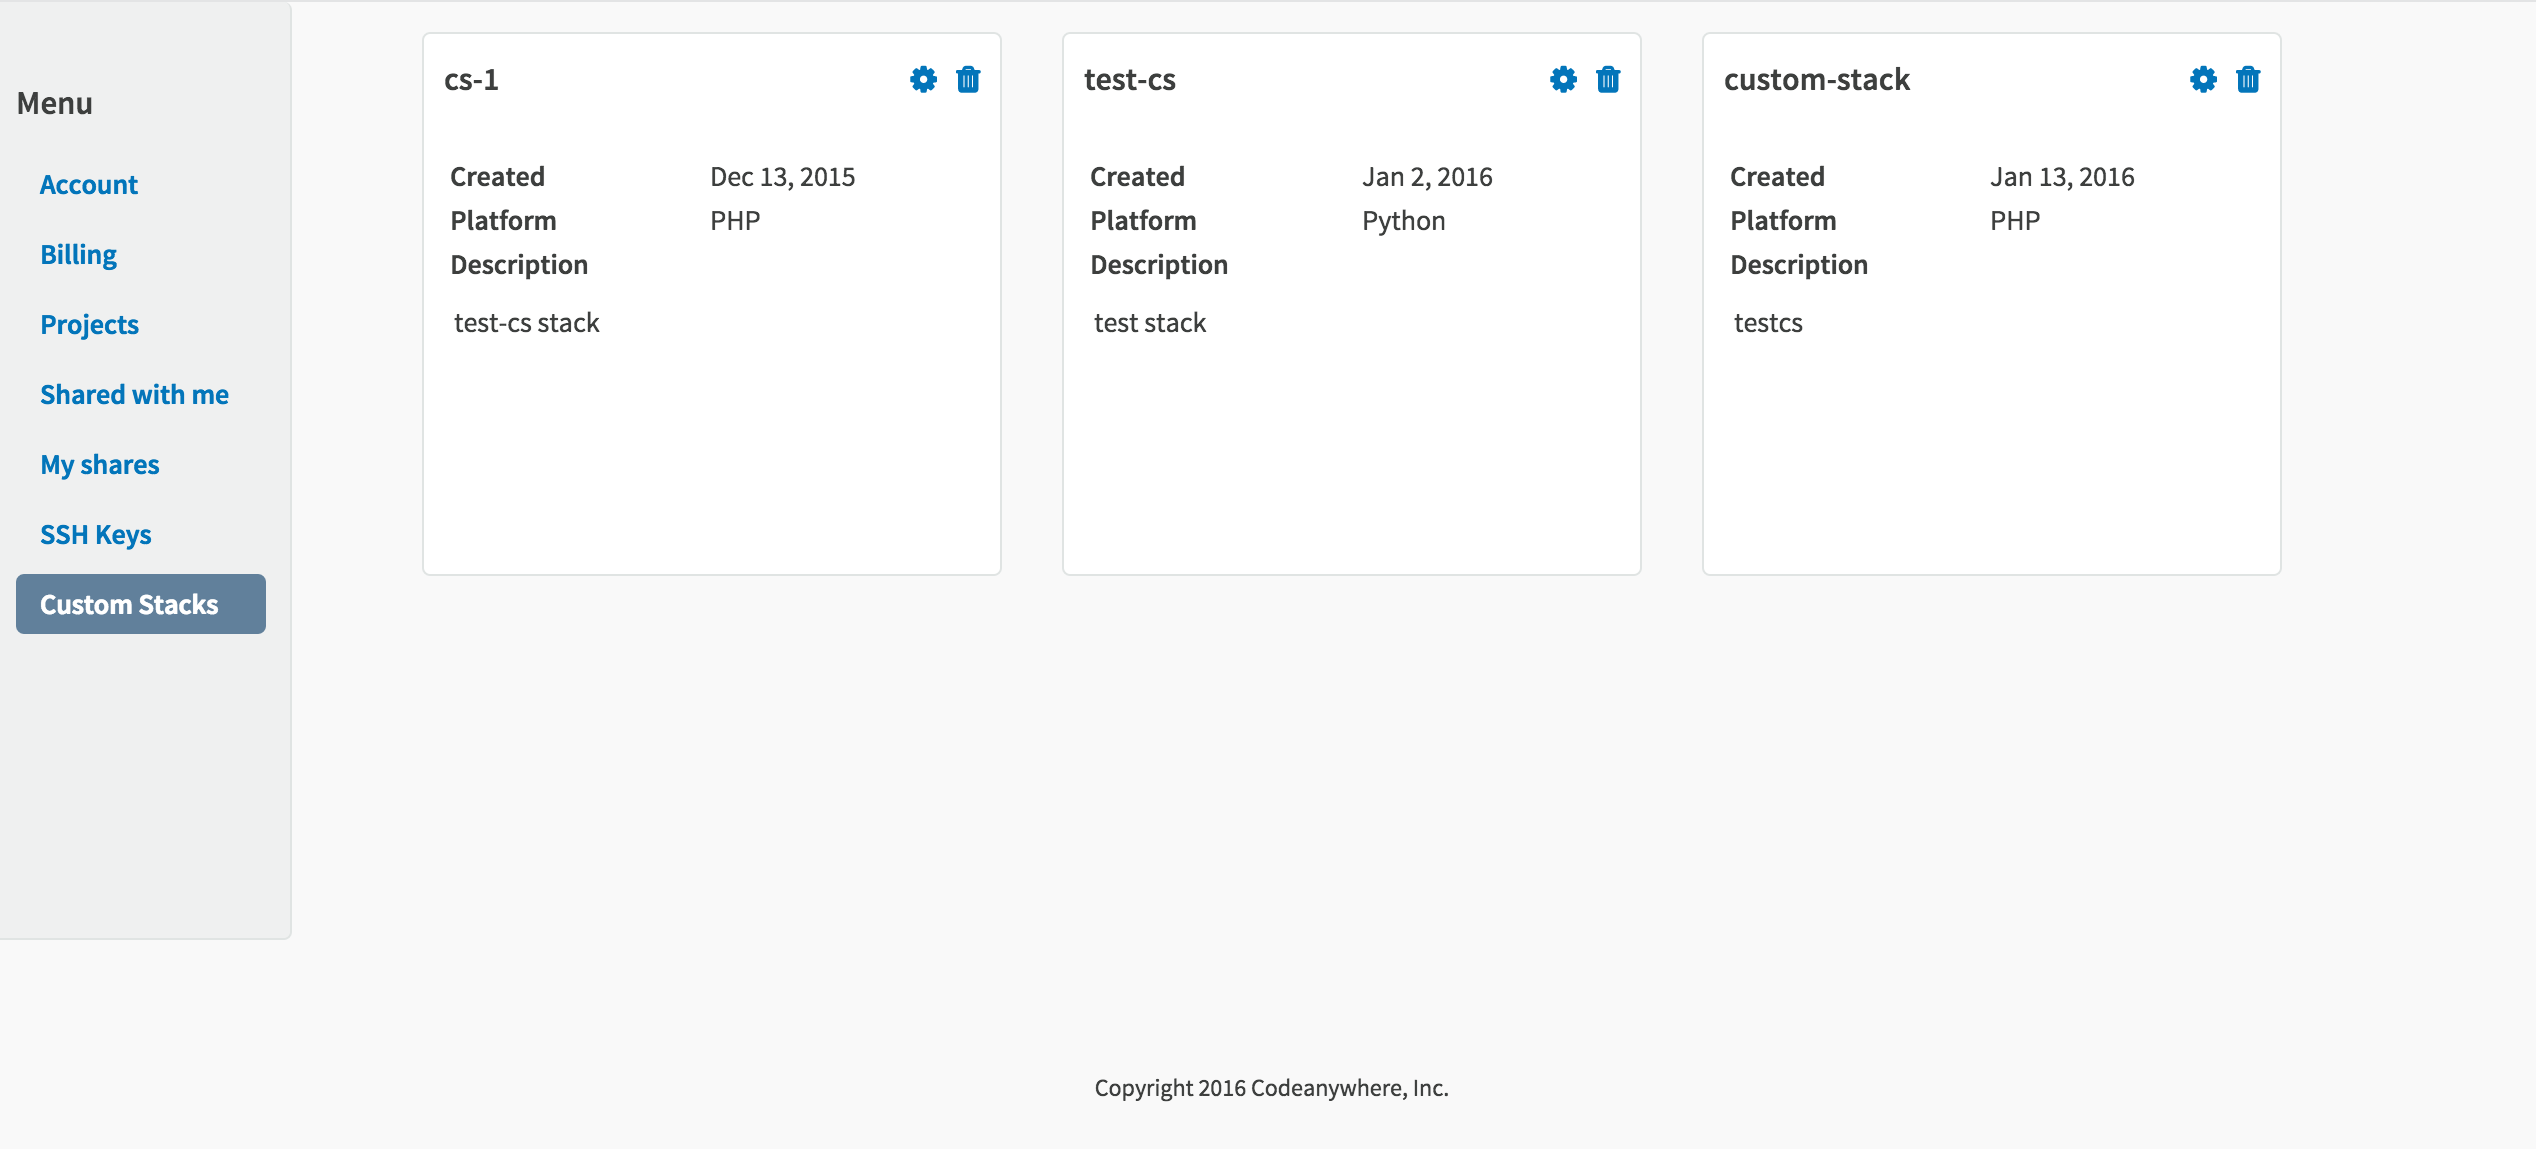 Menu
Account
Billing
Projects
Shared with me
My shares
SSH Keys
Custom Stacks
cs-1
Created Dec 13, 2015
Platform PHP
Description
test-cs stack
test-cs
Created Jan 2, 2016
Platform Python
Description
test stack
custom-stack
Created Jan 13, 2016
Platform PHP
Description
testcs
Copyright 2016 Codeanywhere, Inc.